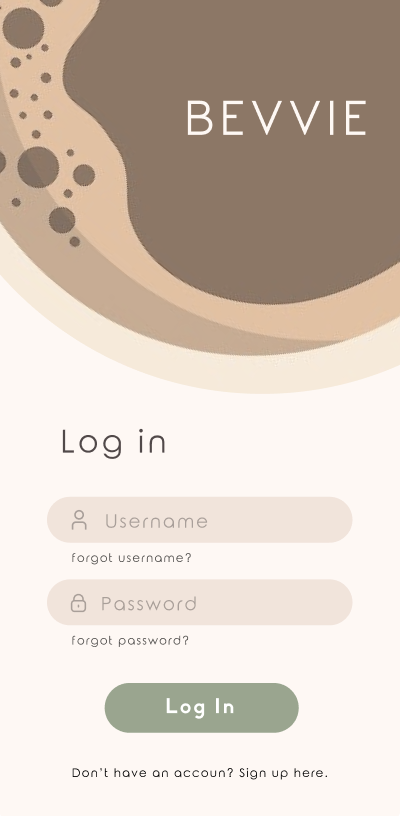 BEVVIE
Log in
Username
forgot username?
Password
forgot password?
Log In
Don't have an accoun? Sign up here.